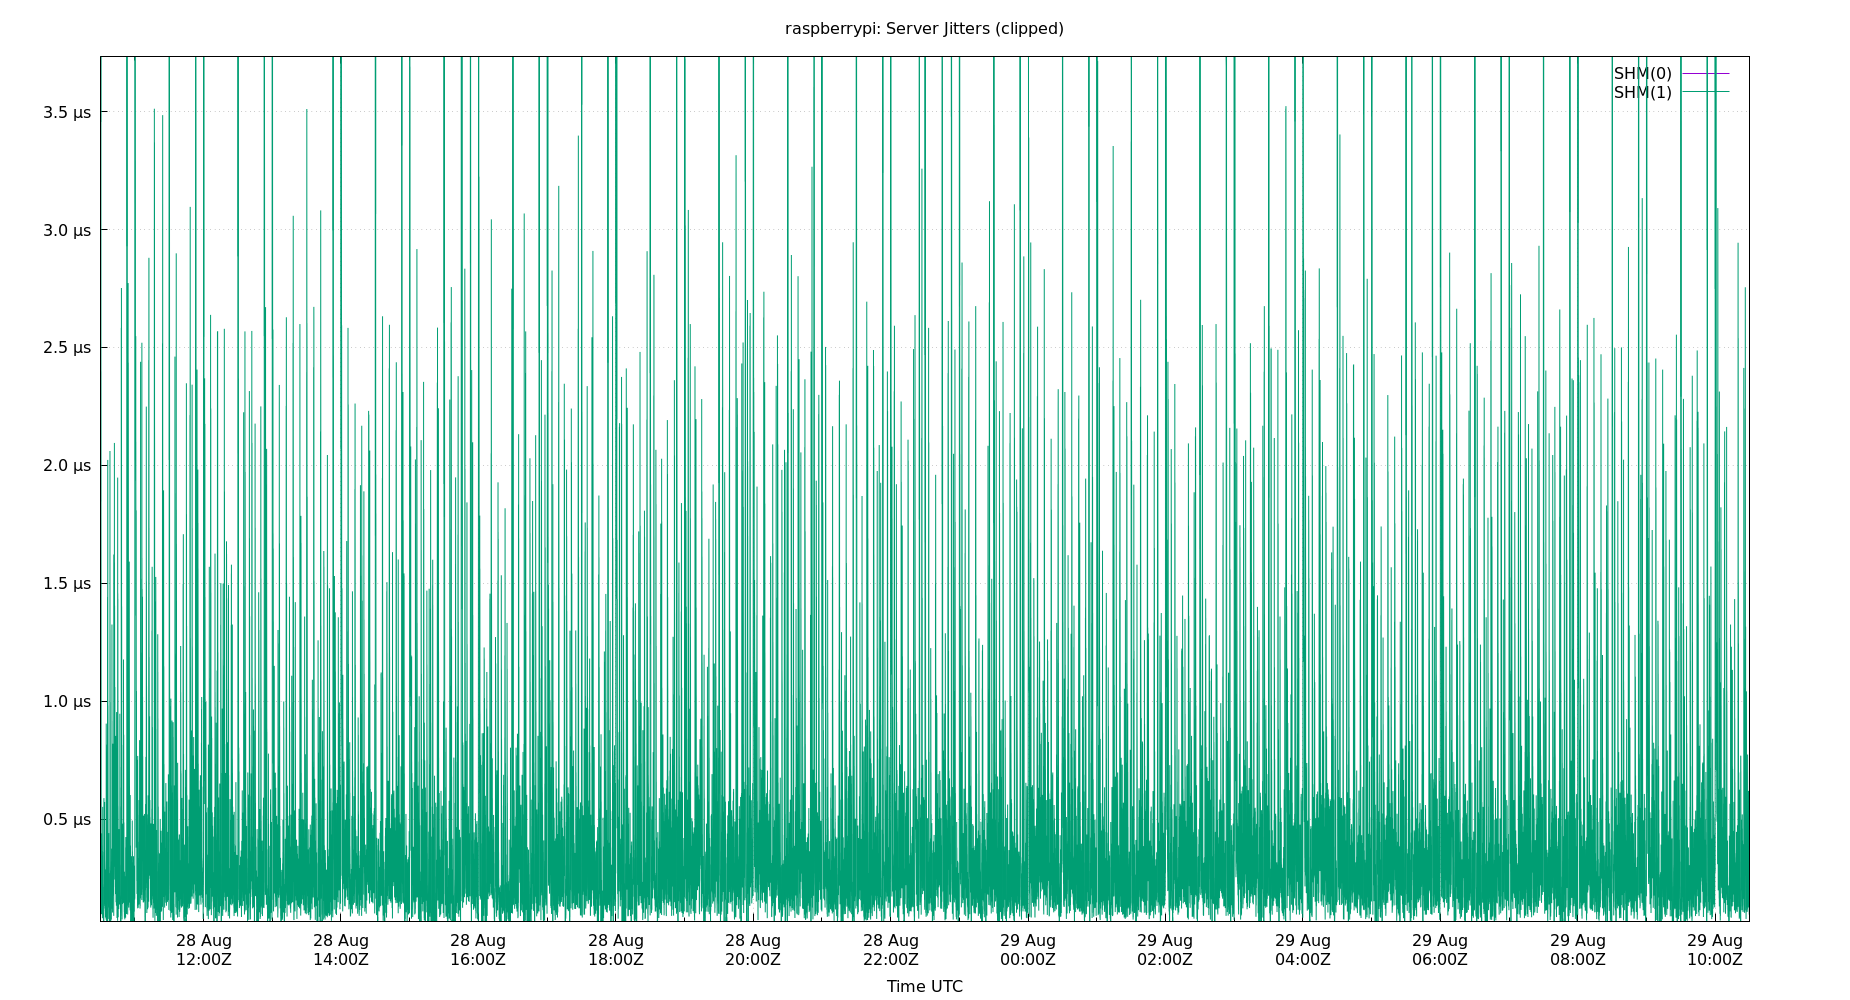 raspberrypi: Server Jitters (clipped)
SHM(0)
SHM(1)
3.5 μs
3.0 μs
2.5 μs
2.0 μs
1.5 μs
1.0 μs
0.5 μs
28 Aug 28 Aug 28 Aug 28 Aug 28 Aug 28 Aug 29 Aug 29 Aug 29 Aug 29 Aug 29 Aug 29 Aug
12:00Z 14:00Z 16:00Z 18:00Z 20:00Z 22:00Z 00:00Z 02:00Z 04:00Z 06:00Z 08:00Z 10:00Z
Time UTC